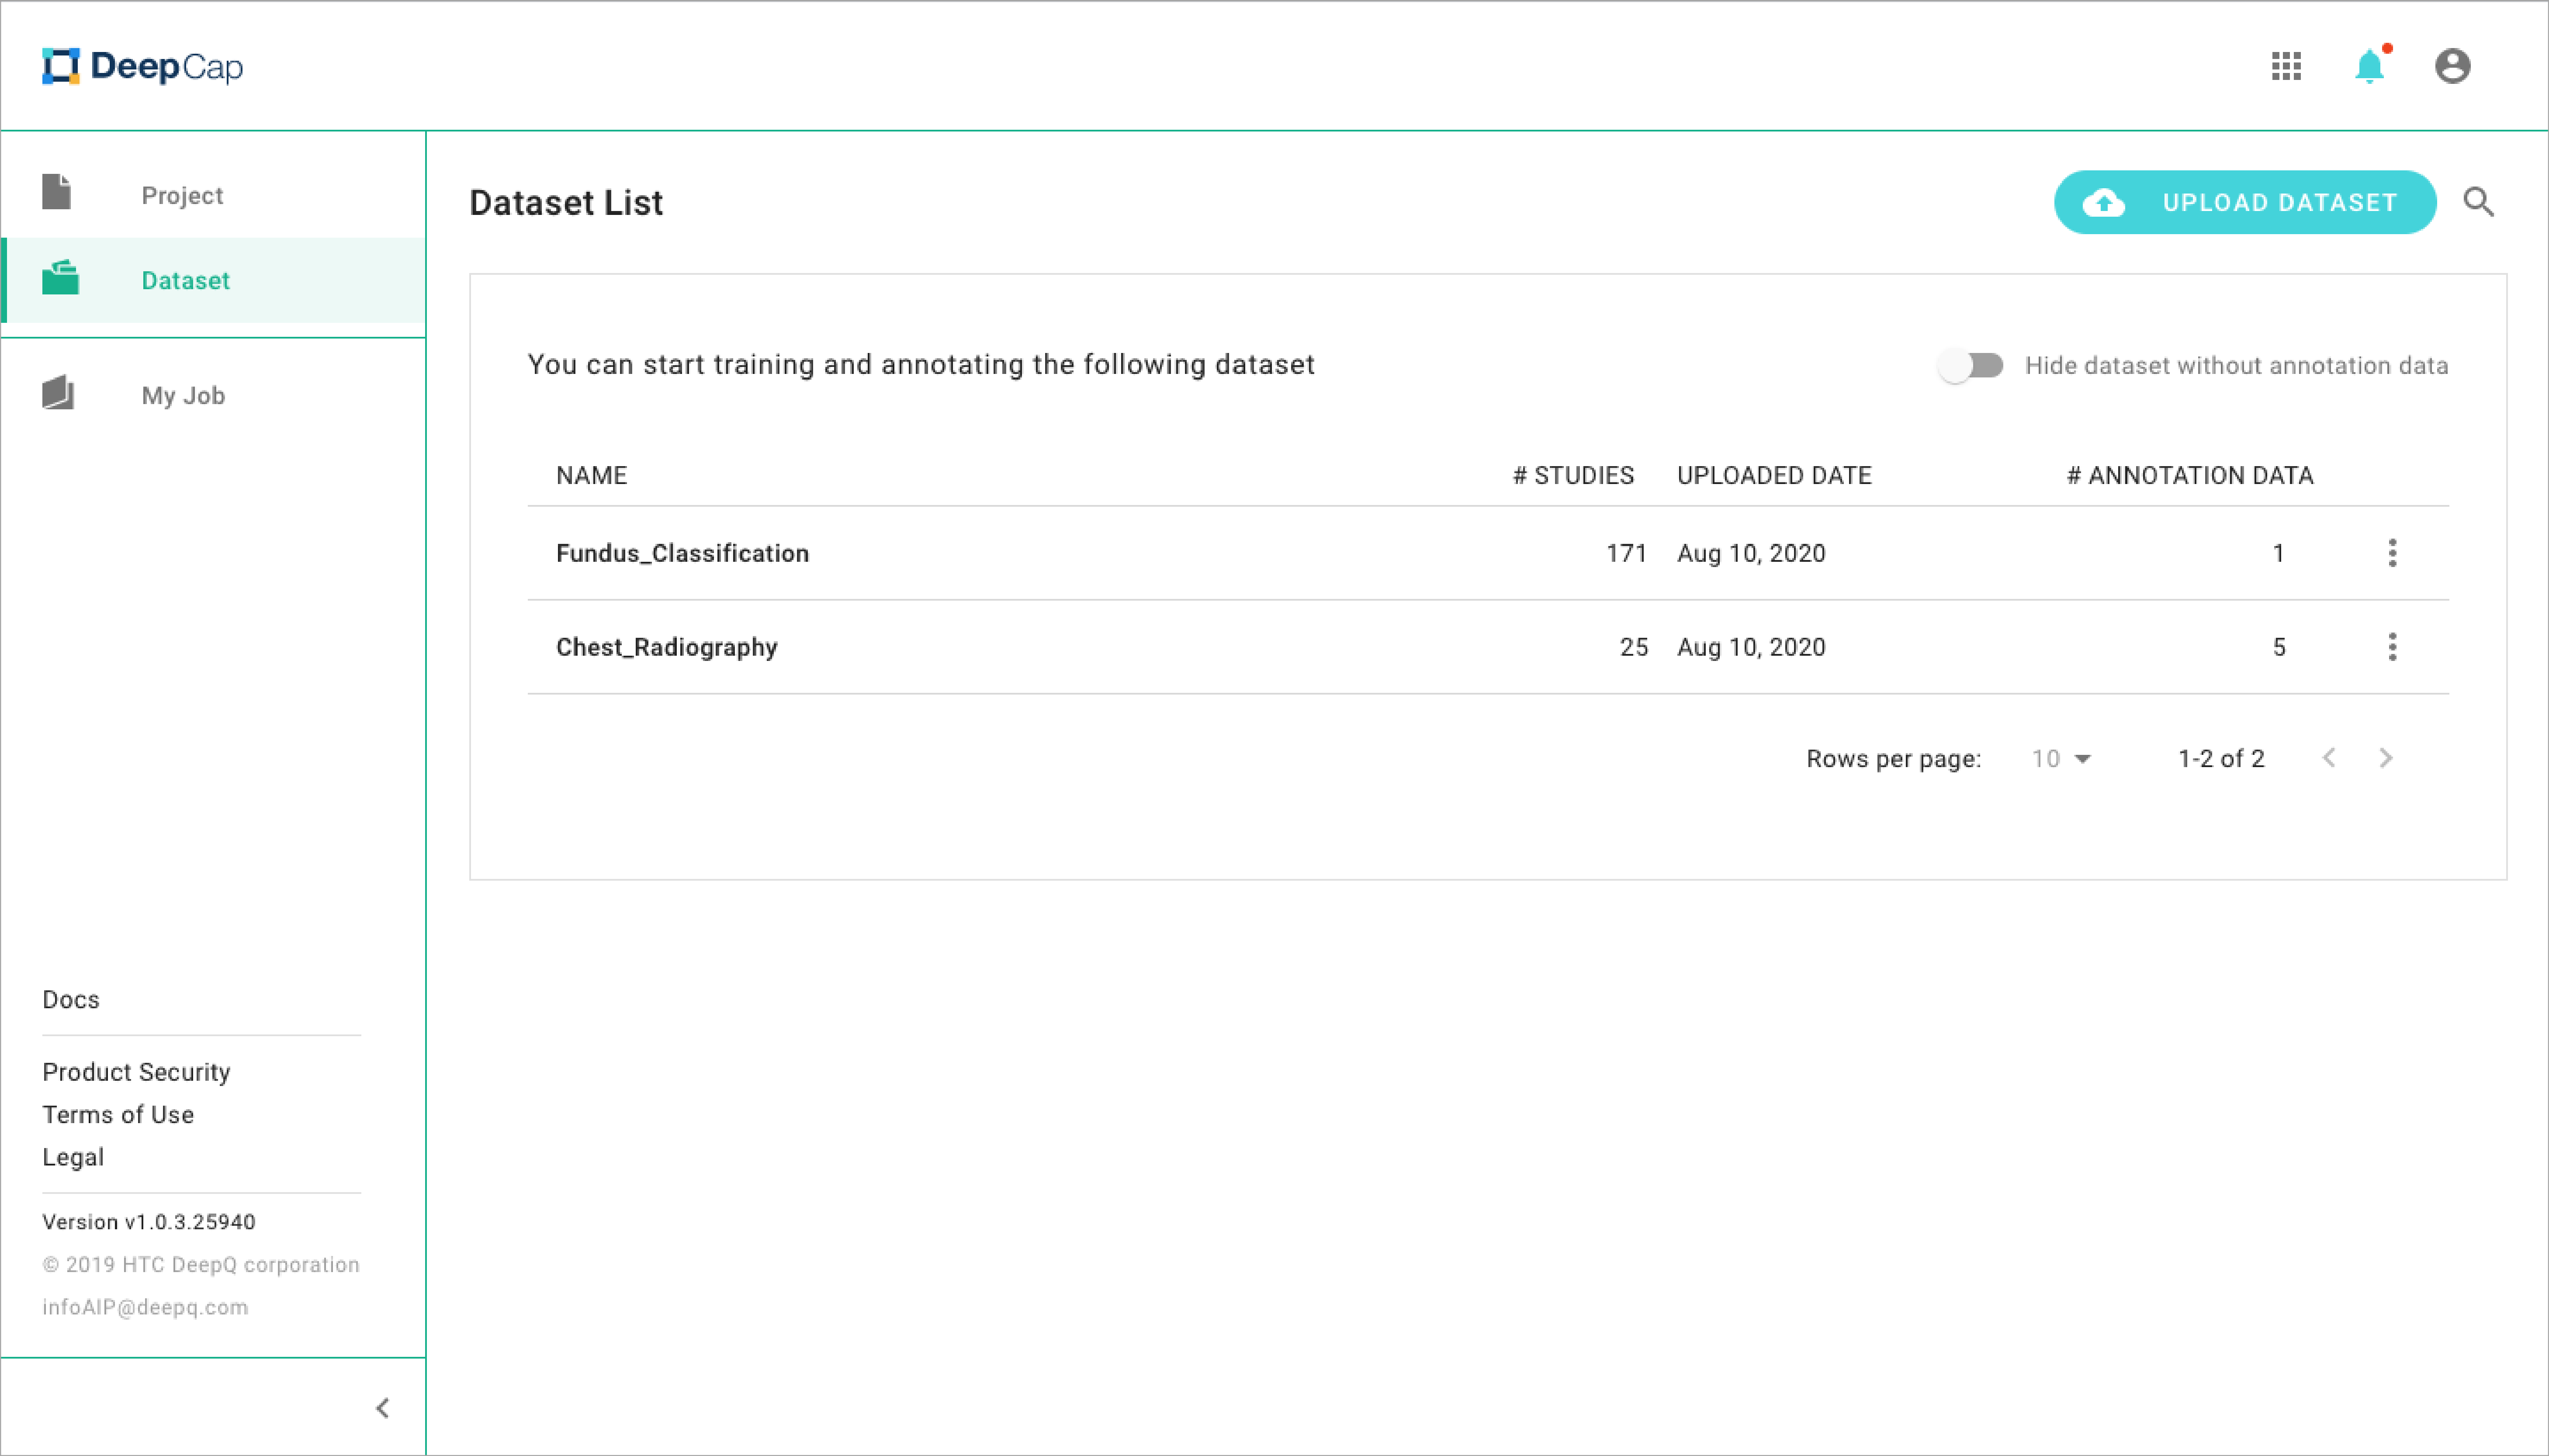 DeepCap
Project
Dataset
My Job
Docs
Product Security
Terms of Use
Legal
Version v1.0.3.25940
© 2019 HTC DeepQ corporation
infoAIP@deepq.com
Dataset List
UPLOAD DATASET
You can start training and annotating the following dataset
Hide dataset without annotation data
NAME # STUDIES UPLOADED DATE # ANNOTATION DATA
Fundus_Classification 171 Aug 10, 2020 1
Chest_Radiography 25 Aug 10, 2020 5
Rows per page: 10 1-2 of 2